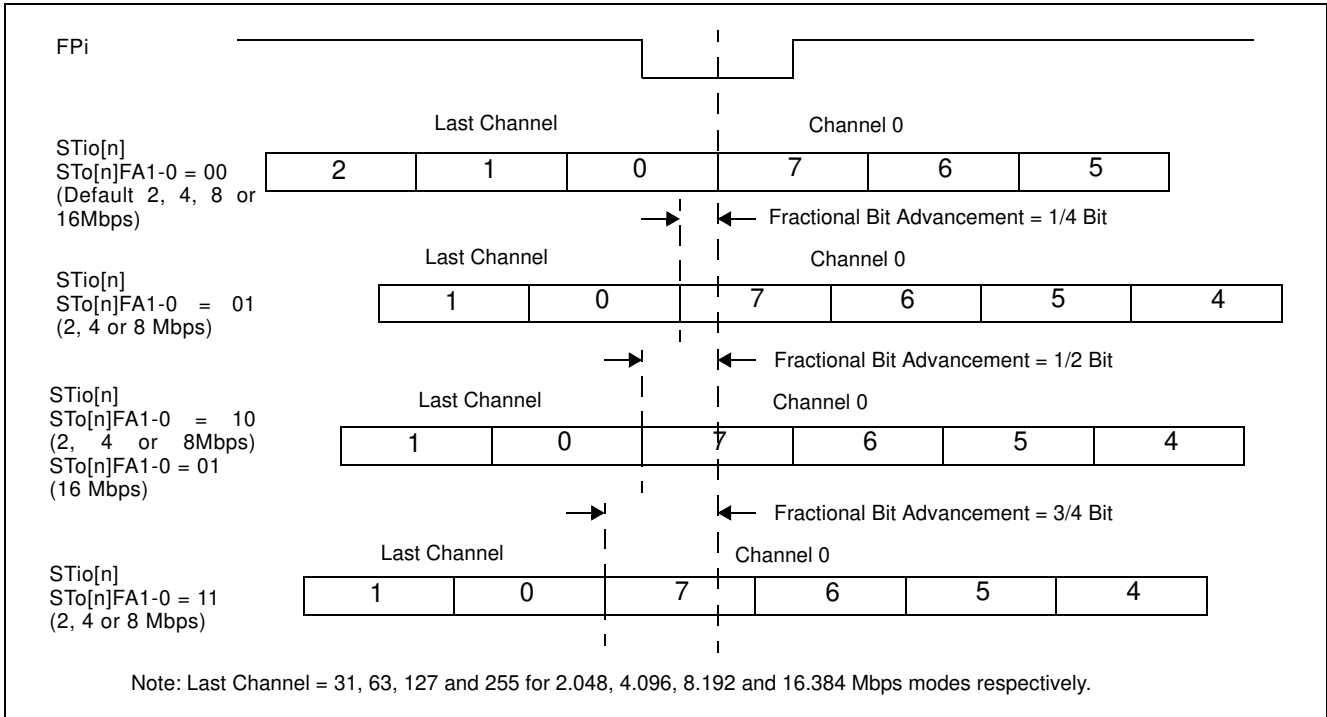 FPi
Last Channel
Channel 0
STio[n]
STo[n]FA1-0 = 00
(Default 2, 4, 8 or
16Mbps)
2 1 0 7 6 5
Fractional Bit Advancement = 1/4 Bit
Last Channel
Channel 0
STio[n]
STo[n]FA1-0 = 01
(2, 4 or 8 Mbps)
1 0 7 6 5 4
Fractional Bit Advancement = 1/2 Bit
Last Channel
Channel 0
STio[n]
STo[n]FA1-0 = 10
(2, 4 or 8Mbps)
STo[n]FA1-0 = 01
(16 Mbps)
1 0 7 6 5 4
Fractional Bit Advancement = 3/4 Bit
Last Channel
Channel 0
STio[n]
STo[n]FA1-0 = 11
(2, 4 or 8 Mbps)
1 0 7 6 5 4
Note: Last Channel = 31, 63, 127 and 255 for 2.048, 4.096, 8.192 and 16.384 Mbps modes respectively.